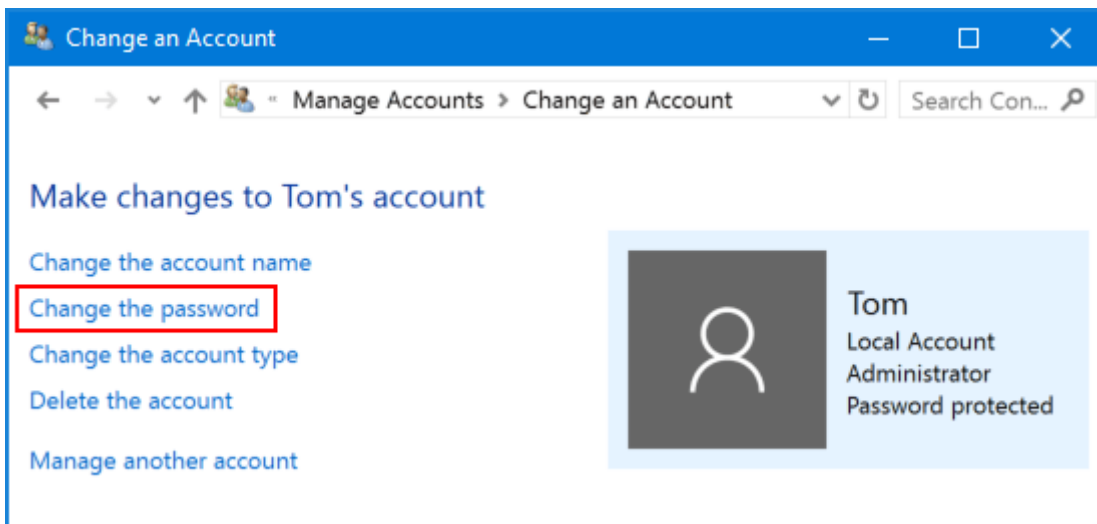 Change an Account
« Manage Accounts > Change an Account
Search Con...
Make changes to Tom's account
Change the account name
Change the password
Change the account type
Delete the account
Manage another account
Tom
Local Account
Administrator
Password protected